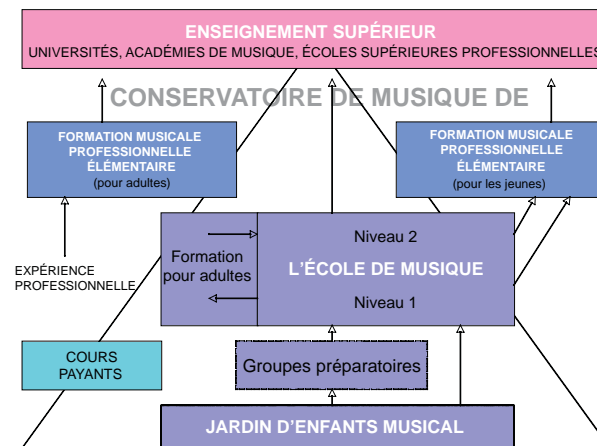 ENSEIGNEMENT SUPÉRIEUR
UNIVERSITÉS, ACADÉMIES DE MUSIQUE, ÉCOLES SUPÉRIEURES PROFESSIONNELLES
CONSERVATOIRE DE MUSIQUE DE
FORMATION MUSICALE
PROFESSIONNELLE
ÉLÉMENTAIRE
(pour adultes)
FORMATION MUSICALE
PROFESSIONNELLE
ÉLÉMENTAIRE
(pour les jeunes)
EXPÉRIENCE
PROFESSIONNELLE
Formation
pour adultes
Niveau 2
L'ÉCOLE DE MUSIQUE
Niveau 1
COURS
PAYANTS
Groupes préparatoires
JARDIN D'ENFANTS MUSICAL